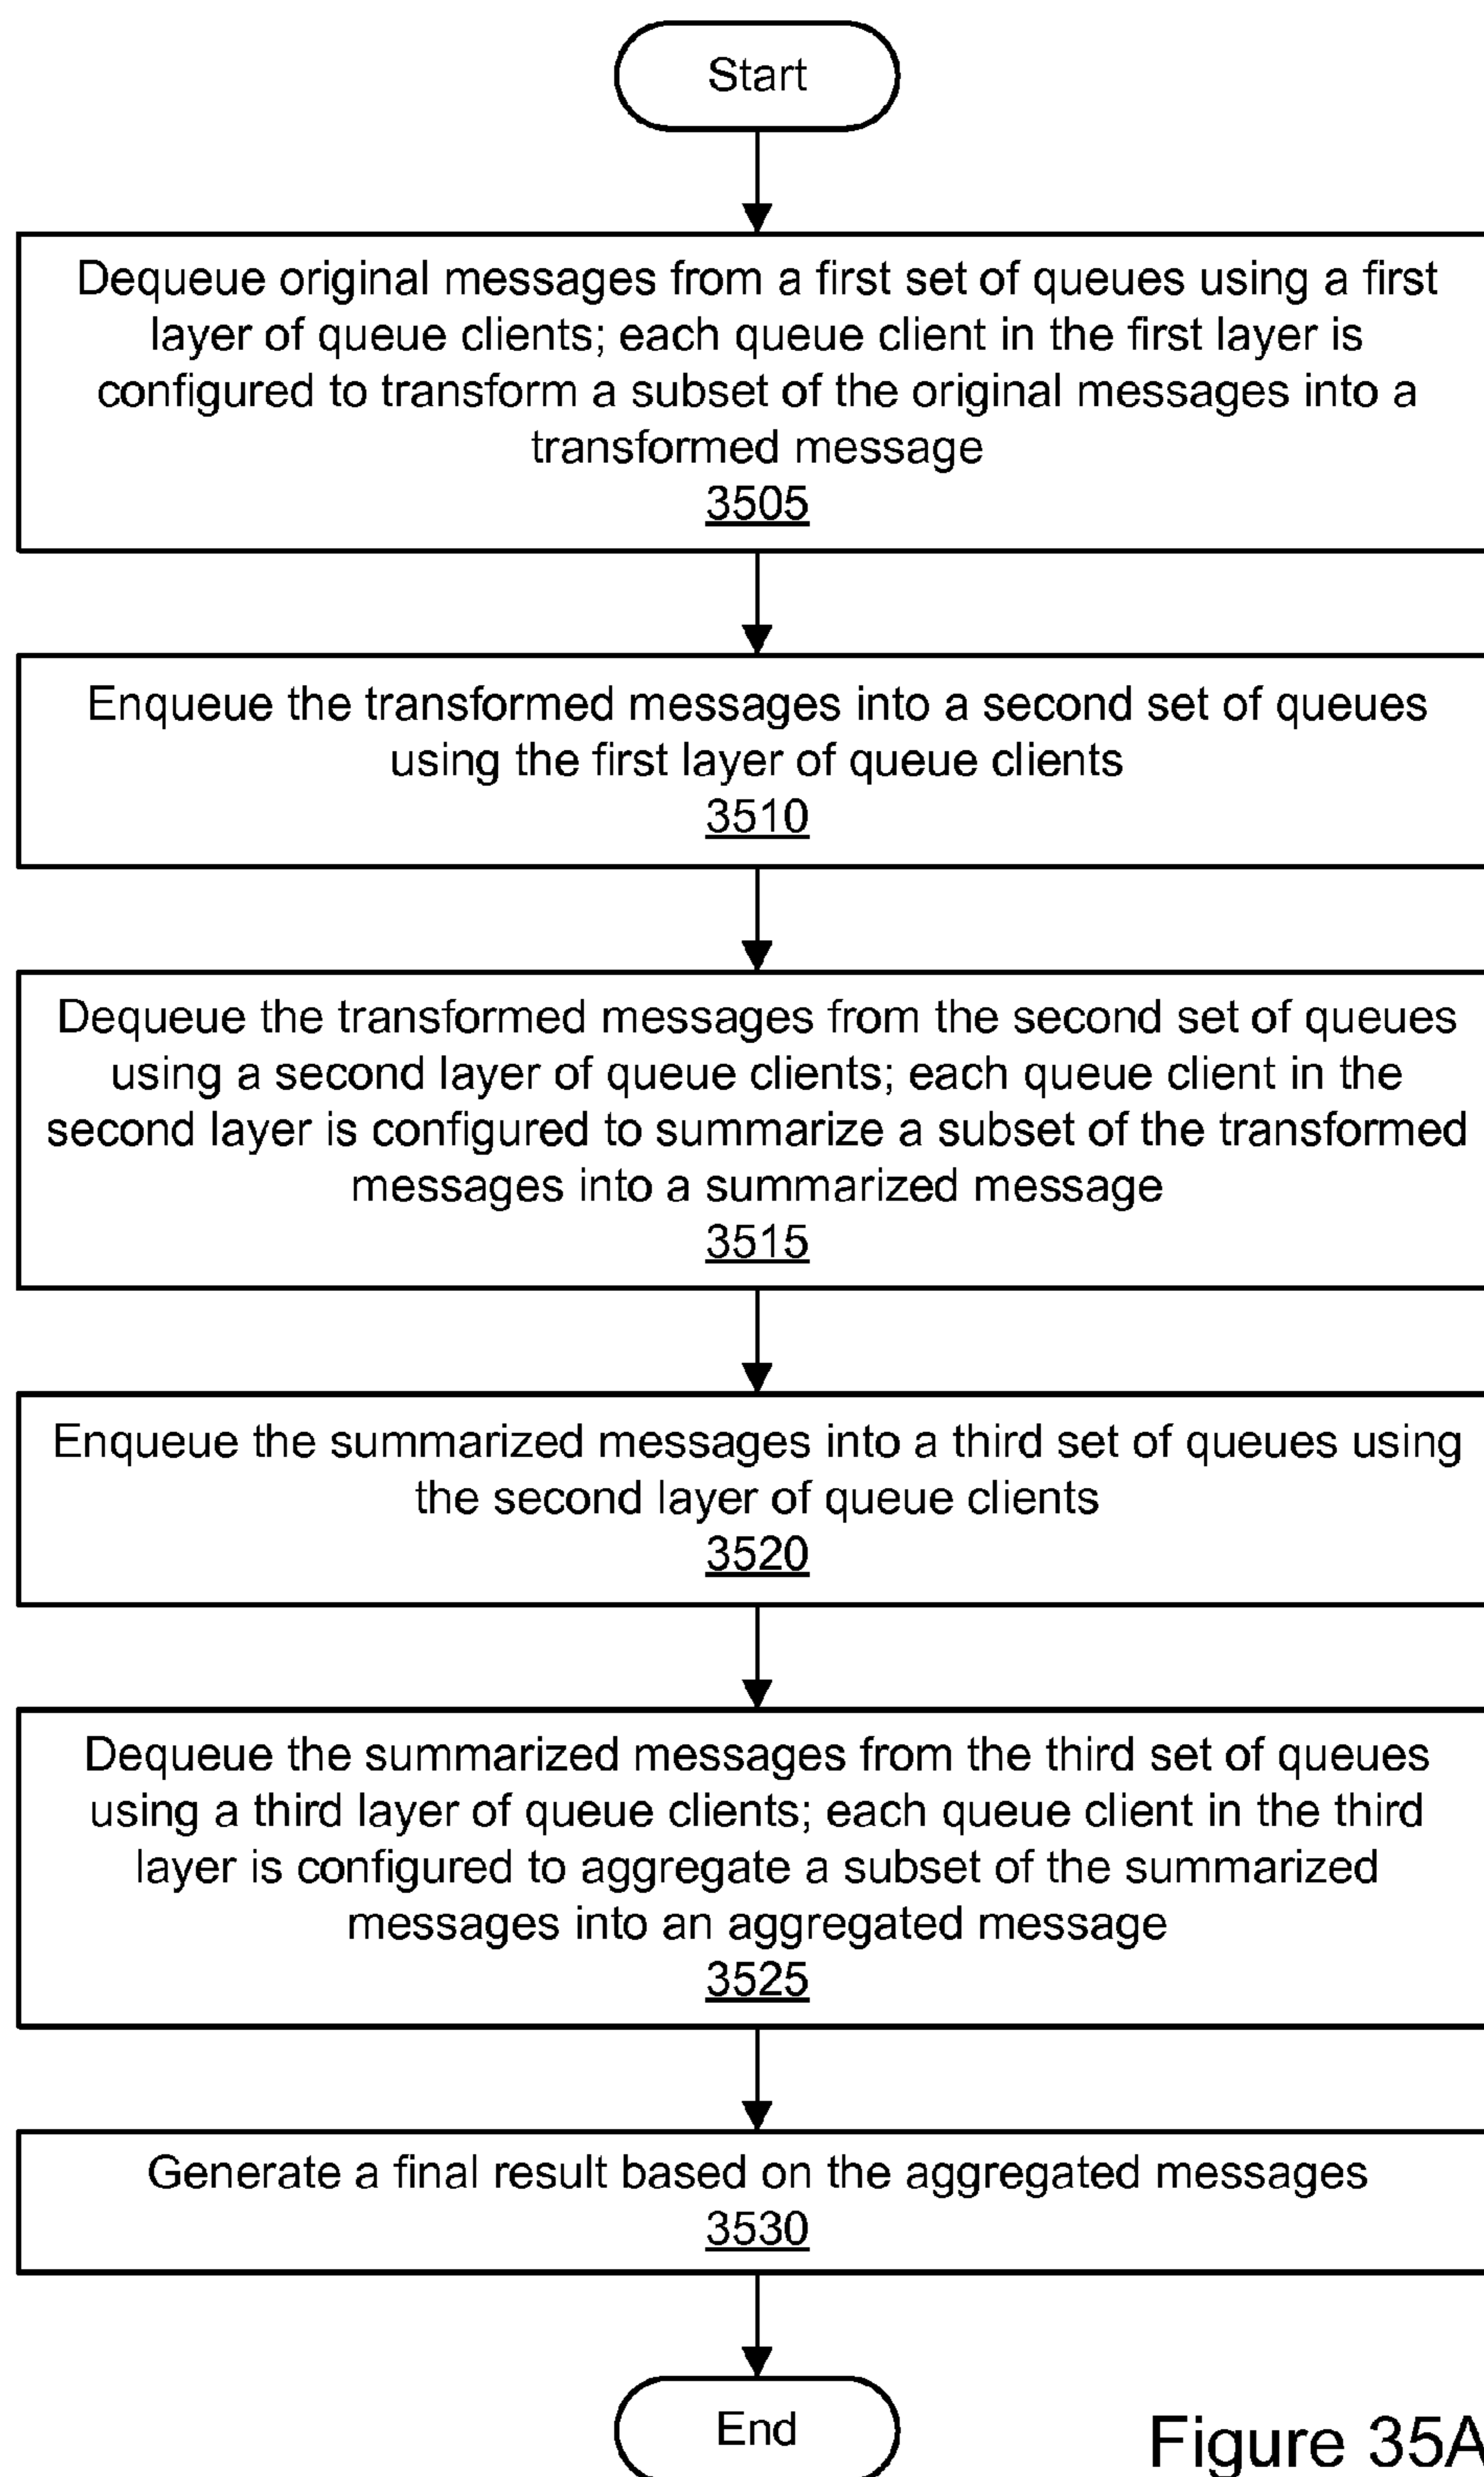 Start
Dequeue original messages from a first set of queues using a first
layer of queue clients; each queue client in the first layer is
configured to transform a subset of the original messages into a
transformed message
3505
Enqueue the transformed messages into a second set of queues
using the first layer of queue clients
3510
Dequeue the transformed messages from the second set of queues
using a second layer of queue clients; each queue client in the
second layer is configured to summarize a subset of the transformed
messages into a summarized message
3515
Enqueue the summarized messages into a third set of queues using
the second layer of queue clients
3520
Dequeue the summarized messages from the third set of queues
using a third layer of queue clients; each queue client in the third
layer is configured to aggregate a subset of the summarized
messages into an aggregated message
3525
Generate a final result based on the aggregated messages
3530
End
Figure 35A